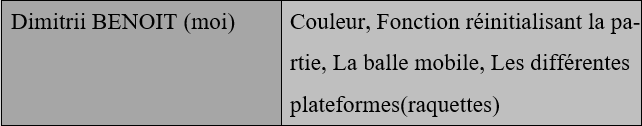 Dimitrii BENOIT (moi)
Couleur, Fonction réinitialisant la pa-
rtie, La balle mobile, Les différentes
plateformes(raquettes)